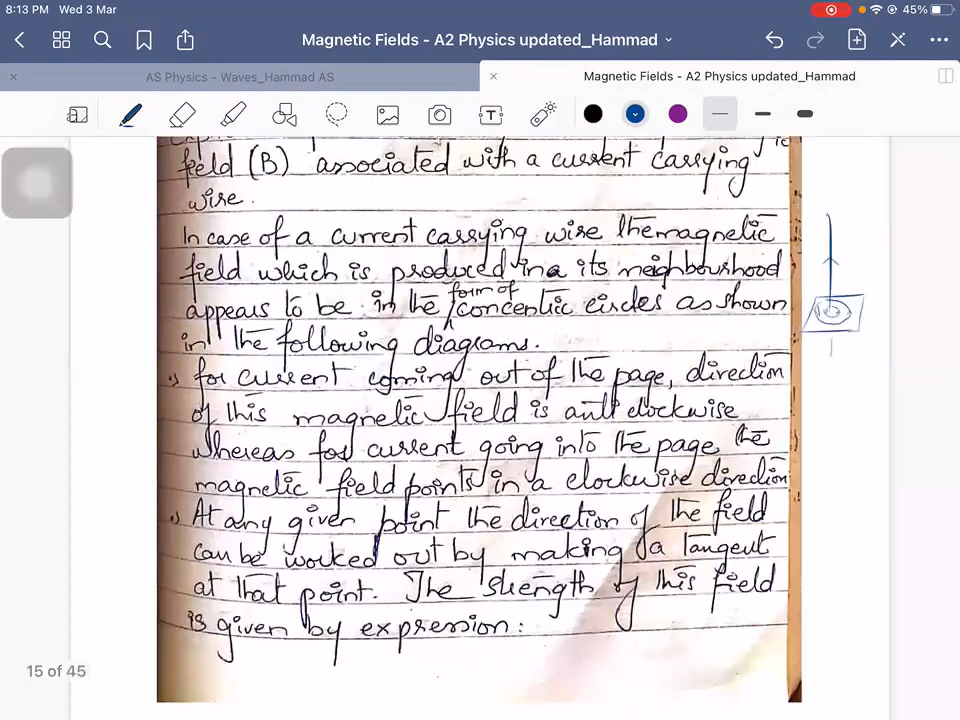 8:13 PM Wed 3 Mar
45%
Magnetic Fields - A2 Physics updated_Hammad
AS Physics - Waves_Hammad AS
Magnetic Fields - A2 Physics updated_Hammad
field (B) associated with a current carrying
wire.
In case of a current carrying wire the magnetic
field which is produced in a its neighbourhood
appears to be in the form of concentic circles as shown
in the following diagrams.
for current coming out of the page, direction
of this magnetic field is anti clockwise
whereas for current going into the page the
magnetic field points in a clockwise direction
At any given point the direction of the field
can be worked out by making a tangent
at that point. The strength of this field
is given by expression:
15 of 45